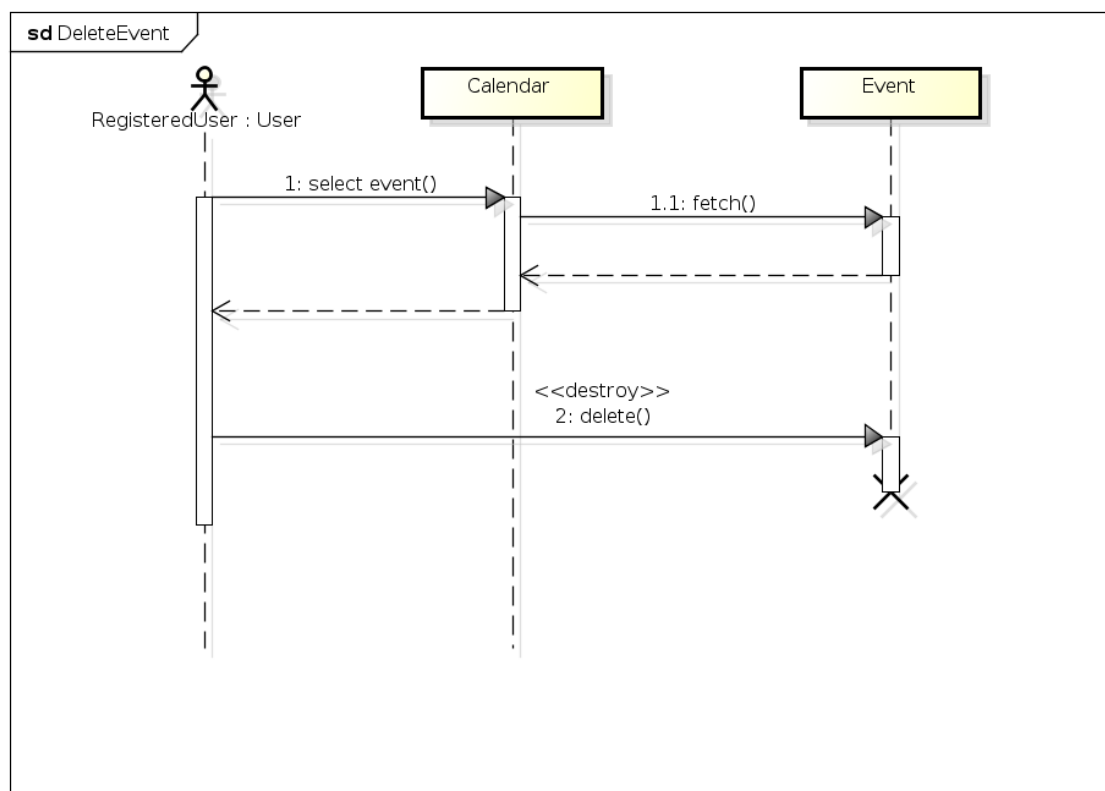 sd DeleteEvent
Calendar
Event
RegisteredUser : User
1: select event()
1.1: fetch()
<<destroy>>
2: delete()